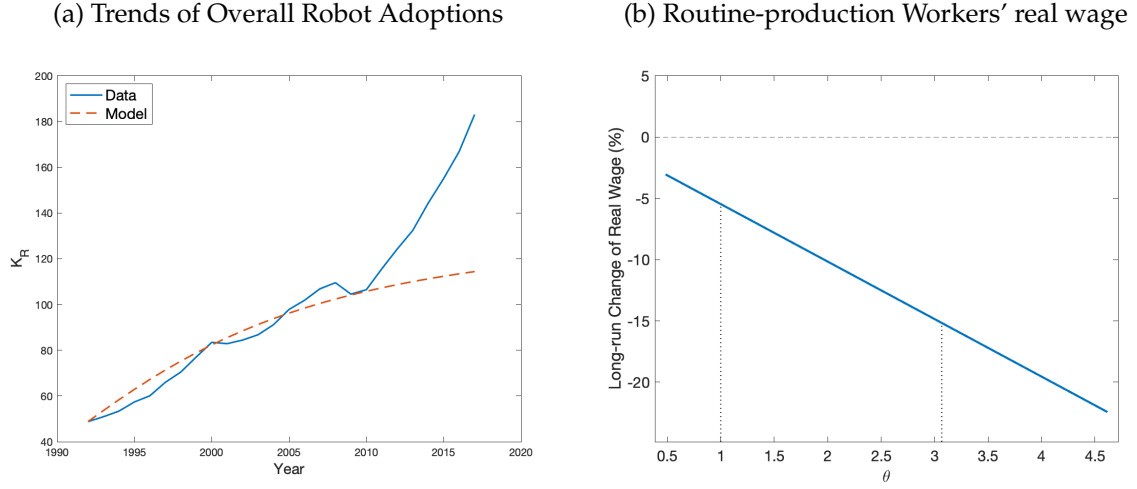 (a) Trends of Overall Robot Adoptions
200
180
160
140
120
100
80
60
40
K_R
Data
Model
1990 1995 2000 2005 2010 2015 2020
Year
(b) Routine-production Workers' real wage
5
0
-5
-10
-15
-20
Long-run Change of Real Wage (%)
0.5 1 1.5 2 2.5 3 3.5 4 4.5
θ